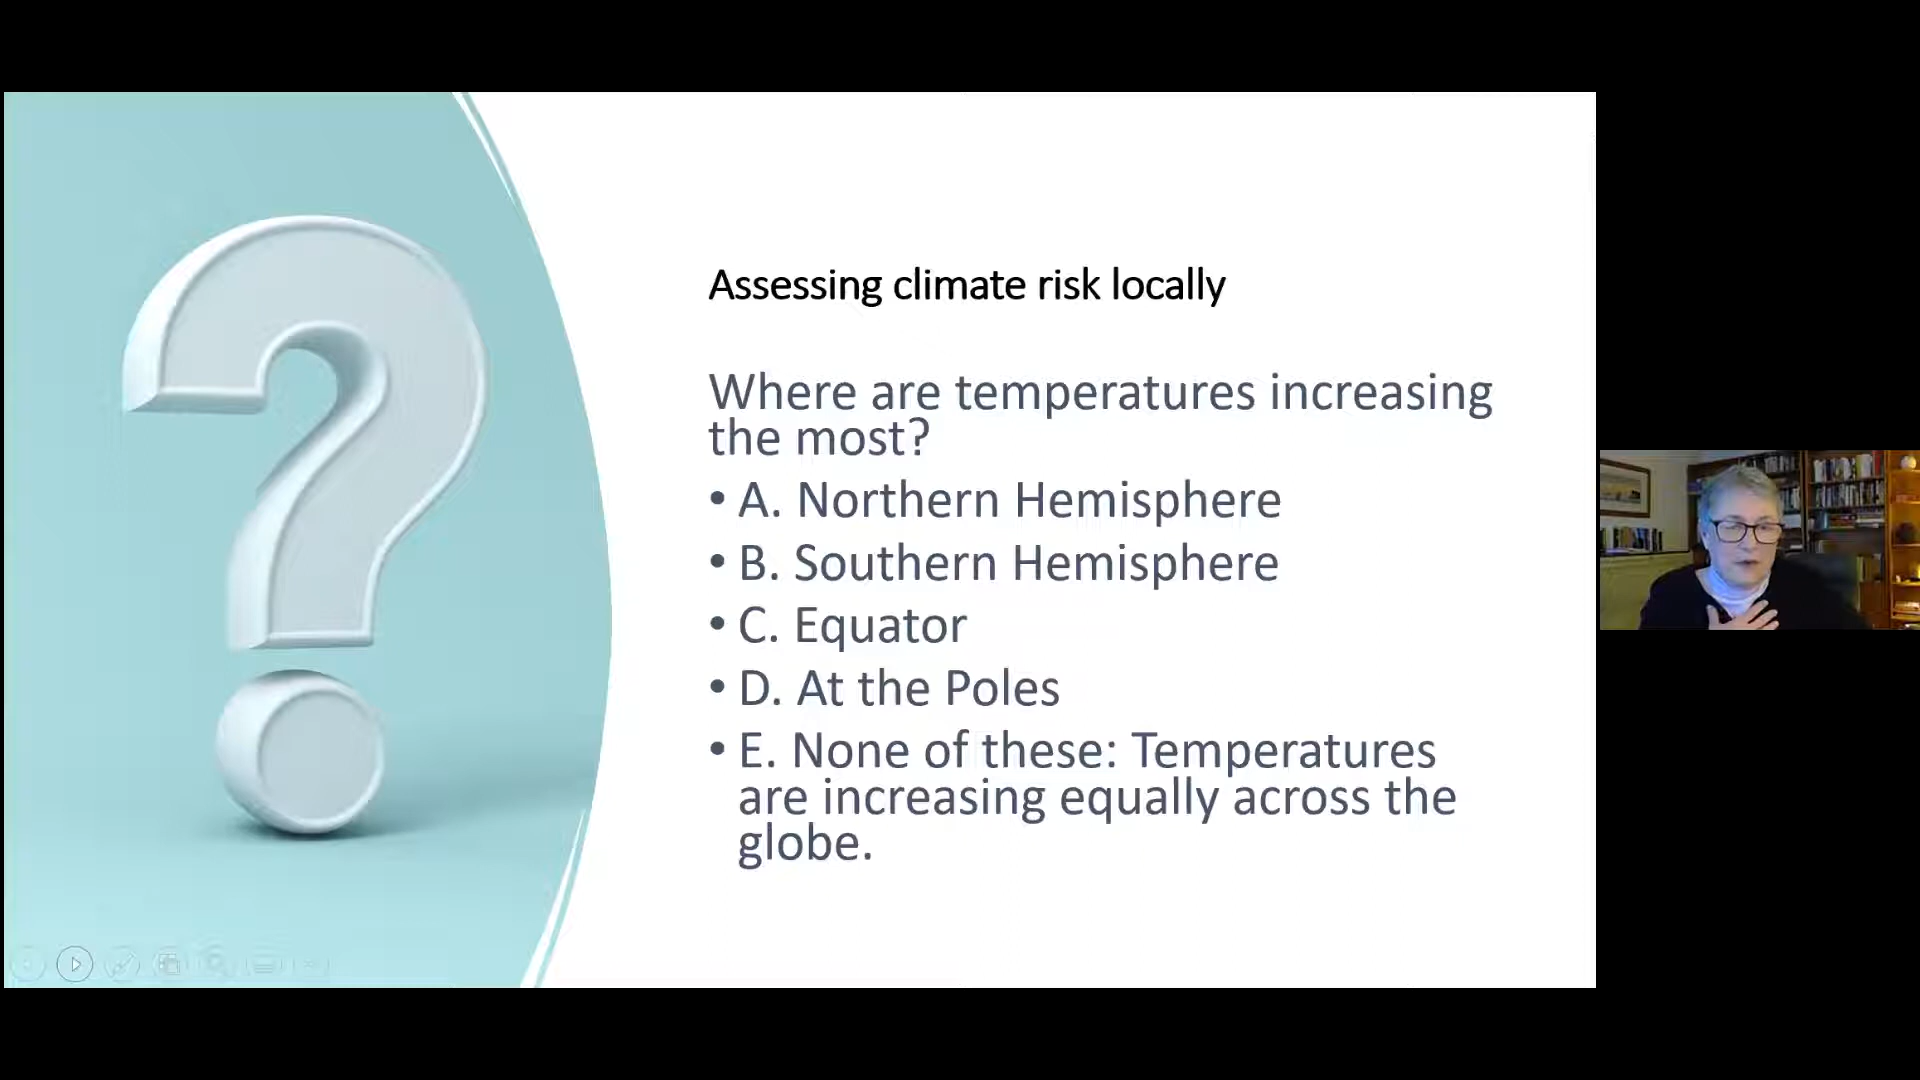 Assessing climate risk locally
Where are temperatures increasing
the most?
• A. Northern Hemisphere
• B. Southern Hemisphere
• C. Equator
• D. At the Poles
• E. None of these: Temperatures
are increasing equally across the
globe.